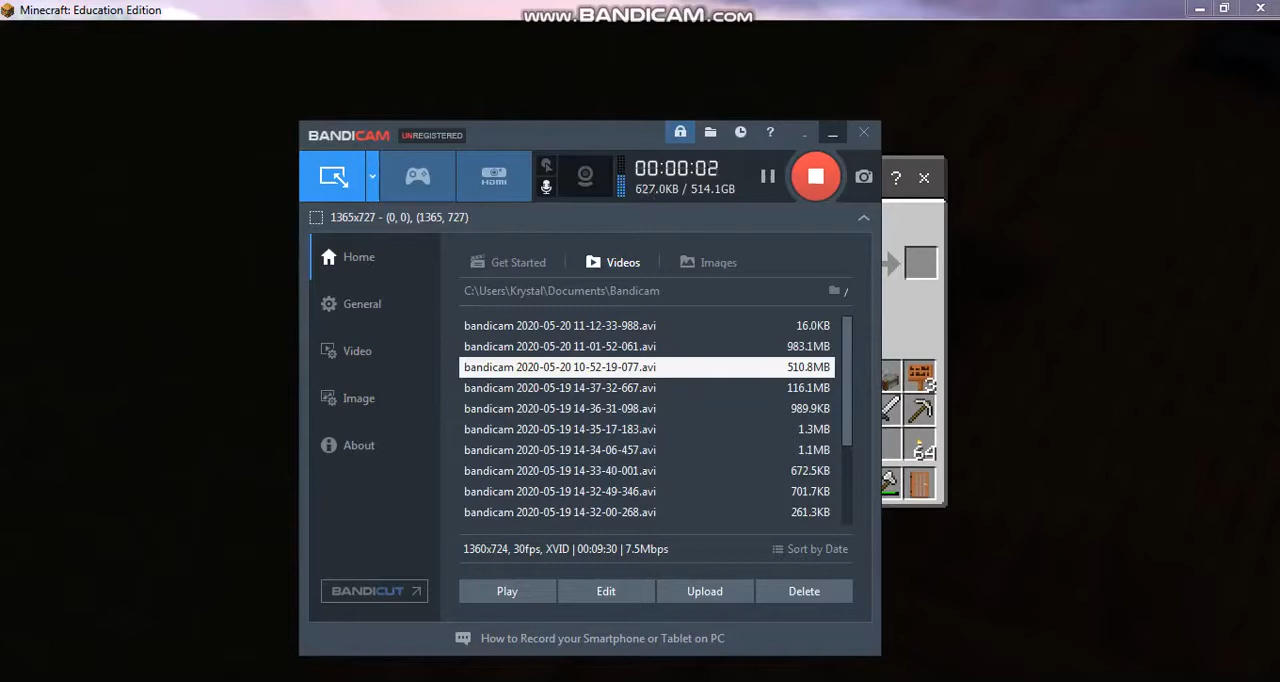 Minecraft: Education Edition
www.BANDICAM.com
BANDICAM UNREGISTERED
?
HDMI
00:00:02
627.0KB / 514.1GB
?
1365x727 - (0, 0), (1365, 727)
Home
Get Started
Videos
Images
C:\Users\Krystal\Documents\Bandicam
/
General
bandicam 2020-05-20 11-12-33-988.avi 16.0KB
bandicam 2020-05-20 11-01-52-061.avi 983.1MB
Video
bandicam 2020-05-20 10-52-19-077.avi 510.8MB
bandicam 2020-05-19 14-37-32-667.avi 116.1MB
3
Image
bandicam 2020-05-19 14-36-31-098.avi 989.9KB
bandicam 2020-05-19 14-35-17-183.avi 1.3MB
About
bandicam 2020-05-19 14-34-06-457.avi 1.1MB
64
bandicam 2020-05-19 14-33-40-001.avi 672.5KB
bandicam 2020-05-19 14-32-49-346.avi 701.7KB
bandicam 2020-05-19 14-32-00-268.avi 261.3KB
1360x724, 30fps, XVID | 00:09:30 | 7.5Mbps
Sort by Date
BANDICUT
Play
Edit
Upload
Delete
How to Record your Smartphone or Tablet on PC